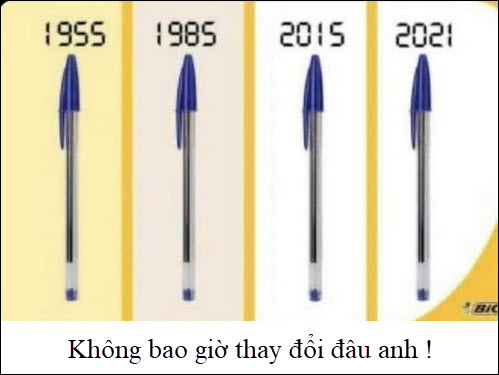 1955 1985 2015 2021
BiC
Không bao giờ thay đổi đâu anh !